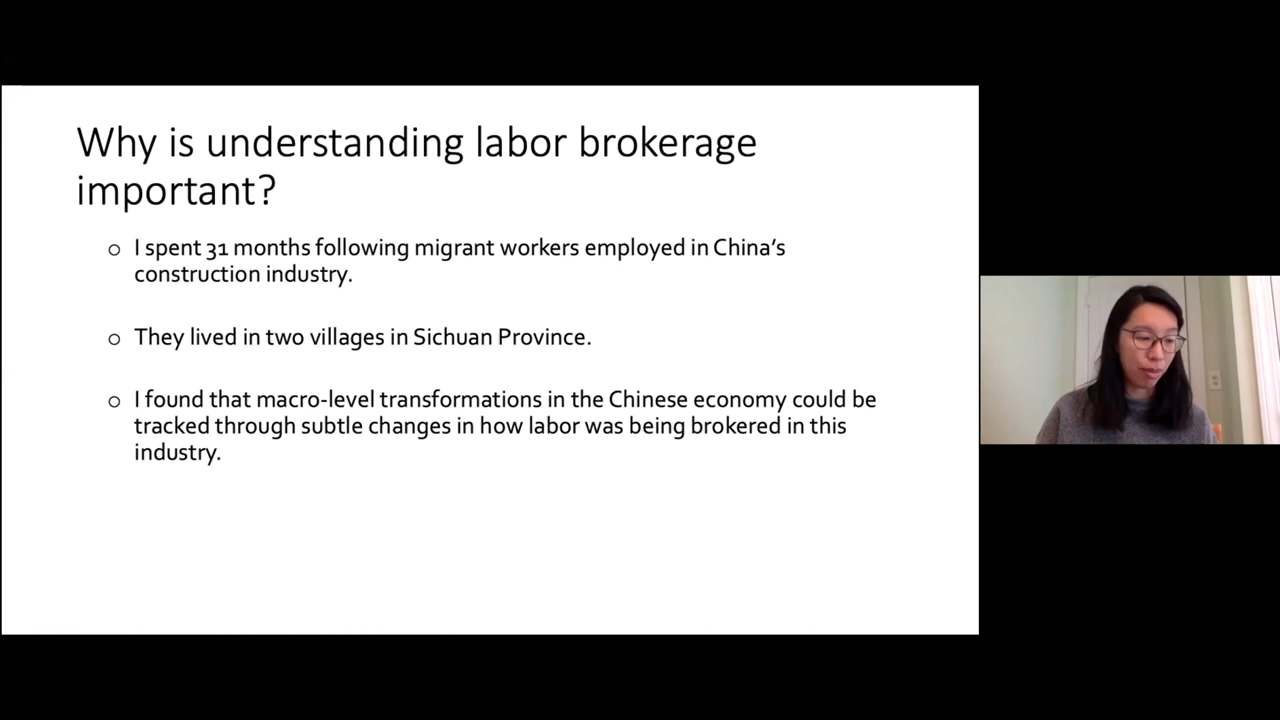 Why is understanding labor brokerage
important?
o I spent 31 months following migrant workers employed in China’s
construction industry.
o They lived in two villages in Sichuan Province.
o I found that macro-level transformations in the Chinese economy could be
tracked through subtle changes in how labor was being brokered in this
industry.